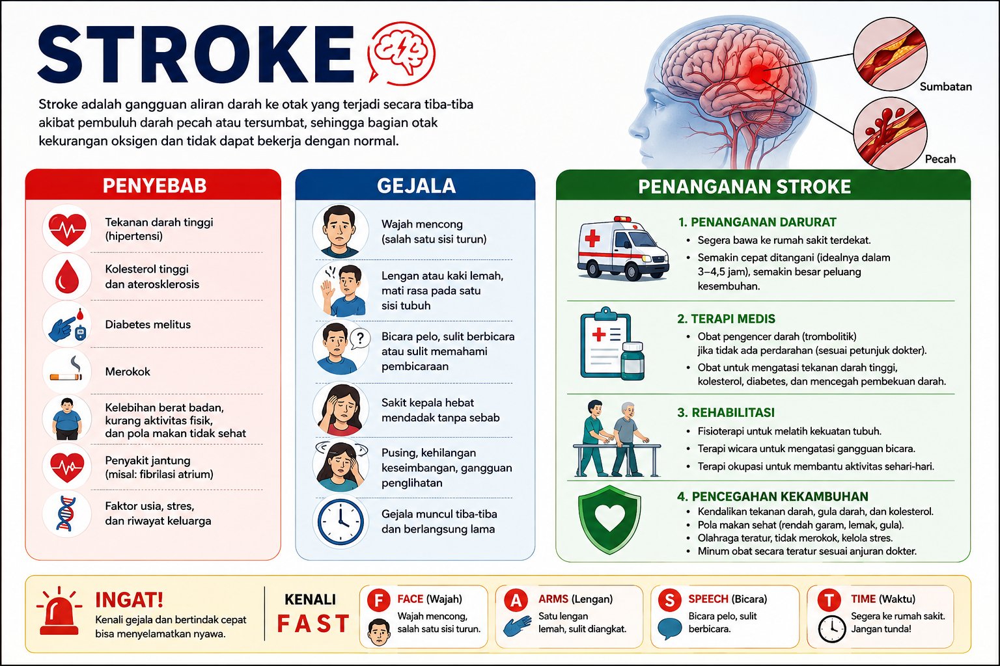 STROKE
Stroke adalah gangguan aliran darah ke otak yang terjadi secara tiba-tiba
akibat pembuluh darah pecah atau tersumbat, sehingga bagian otak
kekurangan oksigen dan tidak dapat bekerja dengan normal.
Sumbatan
Pecah
PENYEBAB
Tekanan darah tinggi
(hipertensi)
Kolesterol tinggi
dan aterosklerosis
Diabetes melitus
Merokok
Kelebihan berat badan,
kurang aktivitas fisik,
dan pola makan tidak sehat
Penyakit jantung
(misal: fibrilasi atrium)
Faktor usia, stres,
dan riwayat keluarga
GEJALA
Wajah mencong
(salah satu sisi turun)
Lengan atau kaki lemah,
mati rasa pada satu
sisi tubuh
?
Bicara pelo, sulit berbicara
atau sulit memahami
pembicaraan
Sakit kepala hebat
mendadak tanpa sebab
Pusing, kehilangan
keseimbangan, gangguan
penglihatan
Gejala muncul tiba-tiba
dan berlangsung lama
PENANGANAN STROKE
1. PENANGANAN DARURAT
• Segera bawa ke rumah sakit terdekat.
• Semakin cepat ditangani (idealnya dalam
3–4,5 jam), semakin besar peluang
kesembuhan.
2. TERAPI MEDIS
• Obat pengencer darah (trombolitik)
jika tidak ada perdarahan (sesuai petunjuk dokter).
• Obat untuk mengatasi tekanan darah tinggi,
kolesterol, diabetes, dan mencegah pembekuan darah.
3. REHABILITASI
• Fisioterapi untuk melatih kekuatan tubuh.
• Terapi wicara untuk mengatasi gangguan bicara.
• Terapi okupasi untuk membantu aktivitas sehari-hari.
4. PENCEGAHAN KEKAMBUHAN
• Kendalikan tekanan darah, gula darah, dan kolesterol.
• Pola makan sehat (rendah garam, lemak, gula).
• Olahraga teratur, tidak merokok, kelola stres.
• Minum obat secara teratur sesuai anjuran dokter.
INGAT!
Kenali gejala dan bertindak cepat
bisa menyelamatkan nyawa.
KENALI
FAST
F FACE (Wajah)
Wajah mencong,
salah satu sisi turun.
A ARMS (Lengan)
Satu lengan
lemah, sulit diangkat.
S SPEECH (Bicara)
Bicara pelo, sulit
berbicara.
T TIME (Waktu)
Segera ke rumah sakit.
Jangan tunda!